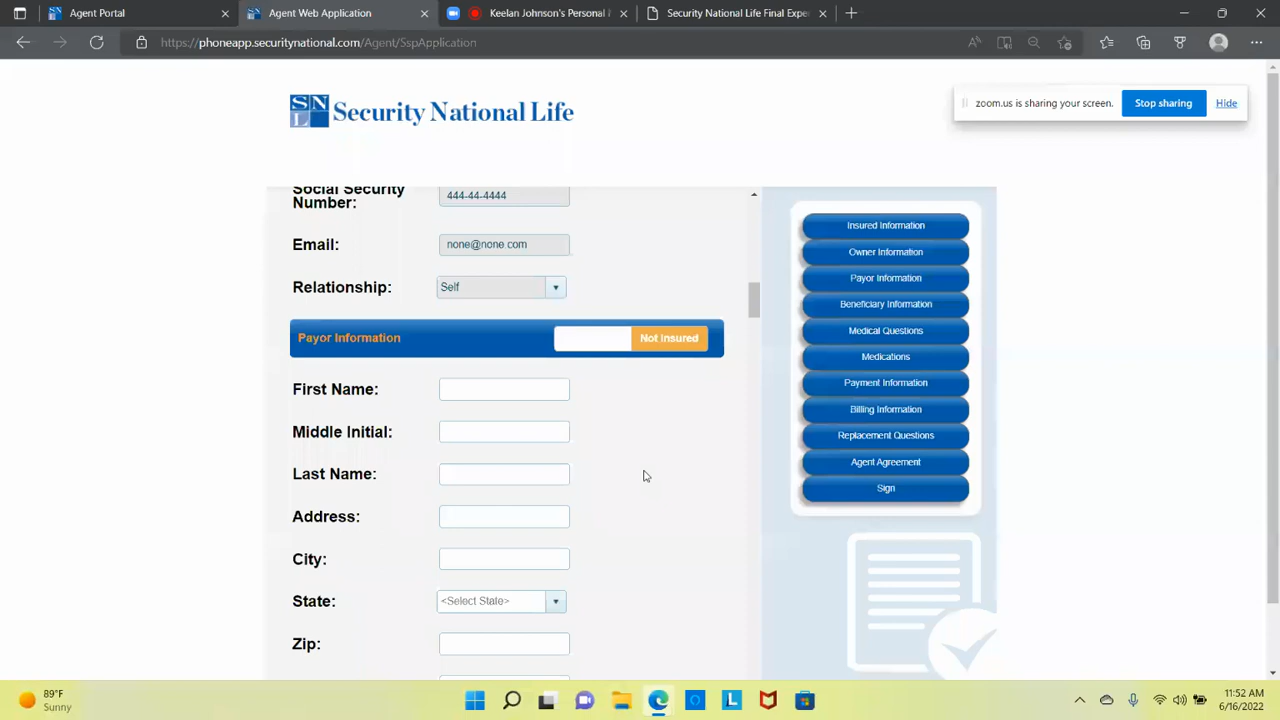 Agent Portal
Agent Web Application
Keelan Johnson's Personal
Security National Life Final Expe
https://phoneapp.securitynational.com/Agent/SspApplication
SNL Security National Life
zoom.us is sharing your screen.
Stop sharing
Hide
Social Security
Number:
444-44-4444
Email:
none@none.com
Relationship:
Self
Payor Information
Not Insured
First Name:
Middle Initial:
Last Name:
Address:
City:
State:
<Select State>
Zip:
Insured Information
Owner Information
Payor Information
Beneficiary Information
Medical Questions
Medications
Payment Information
Billing Information
Replacement Questions
Agent Agreement
Sign
89°F
Sunny
11:52 AM
6/16/2022